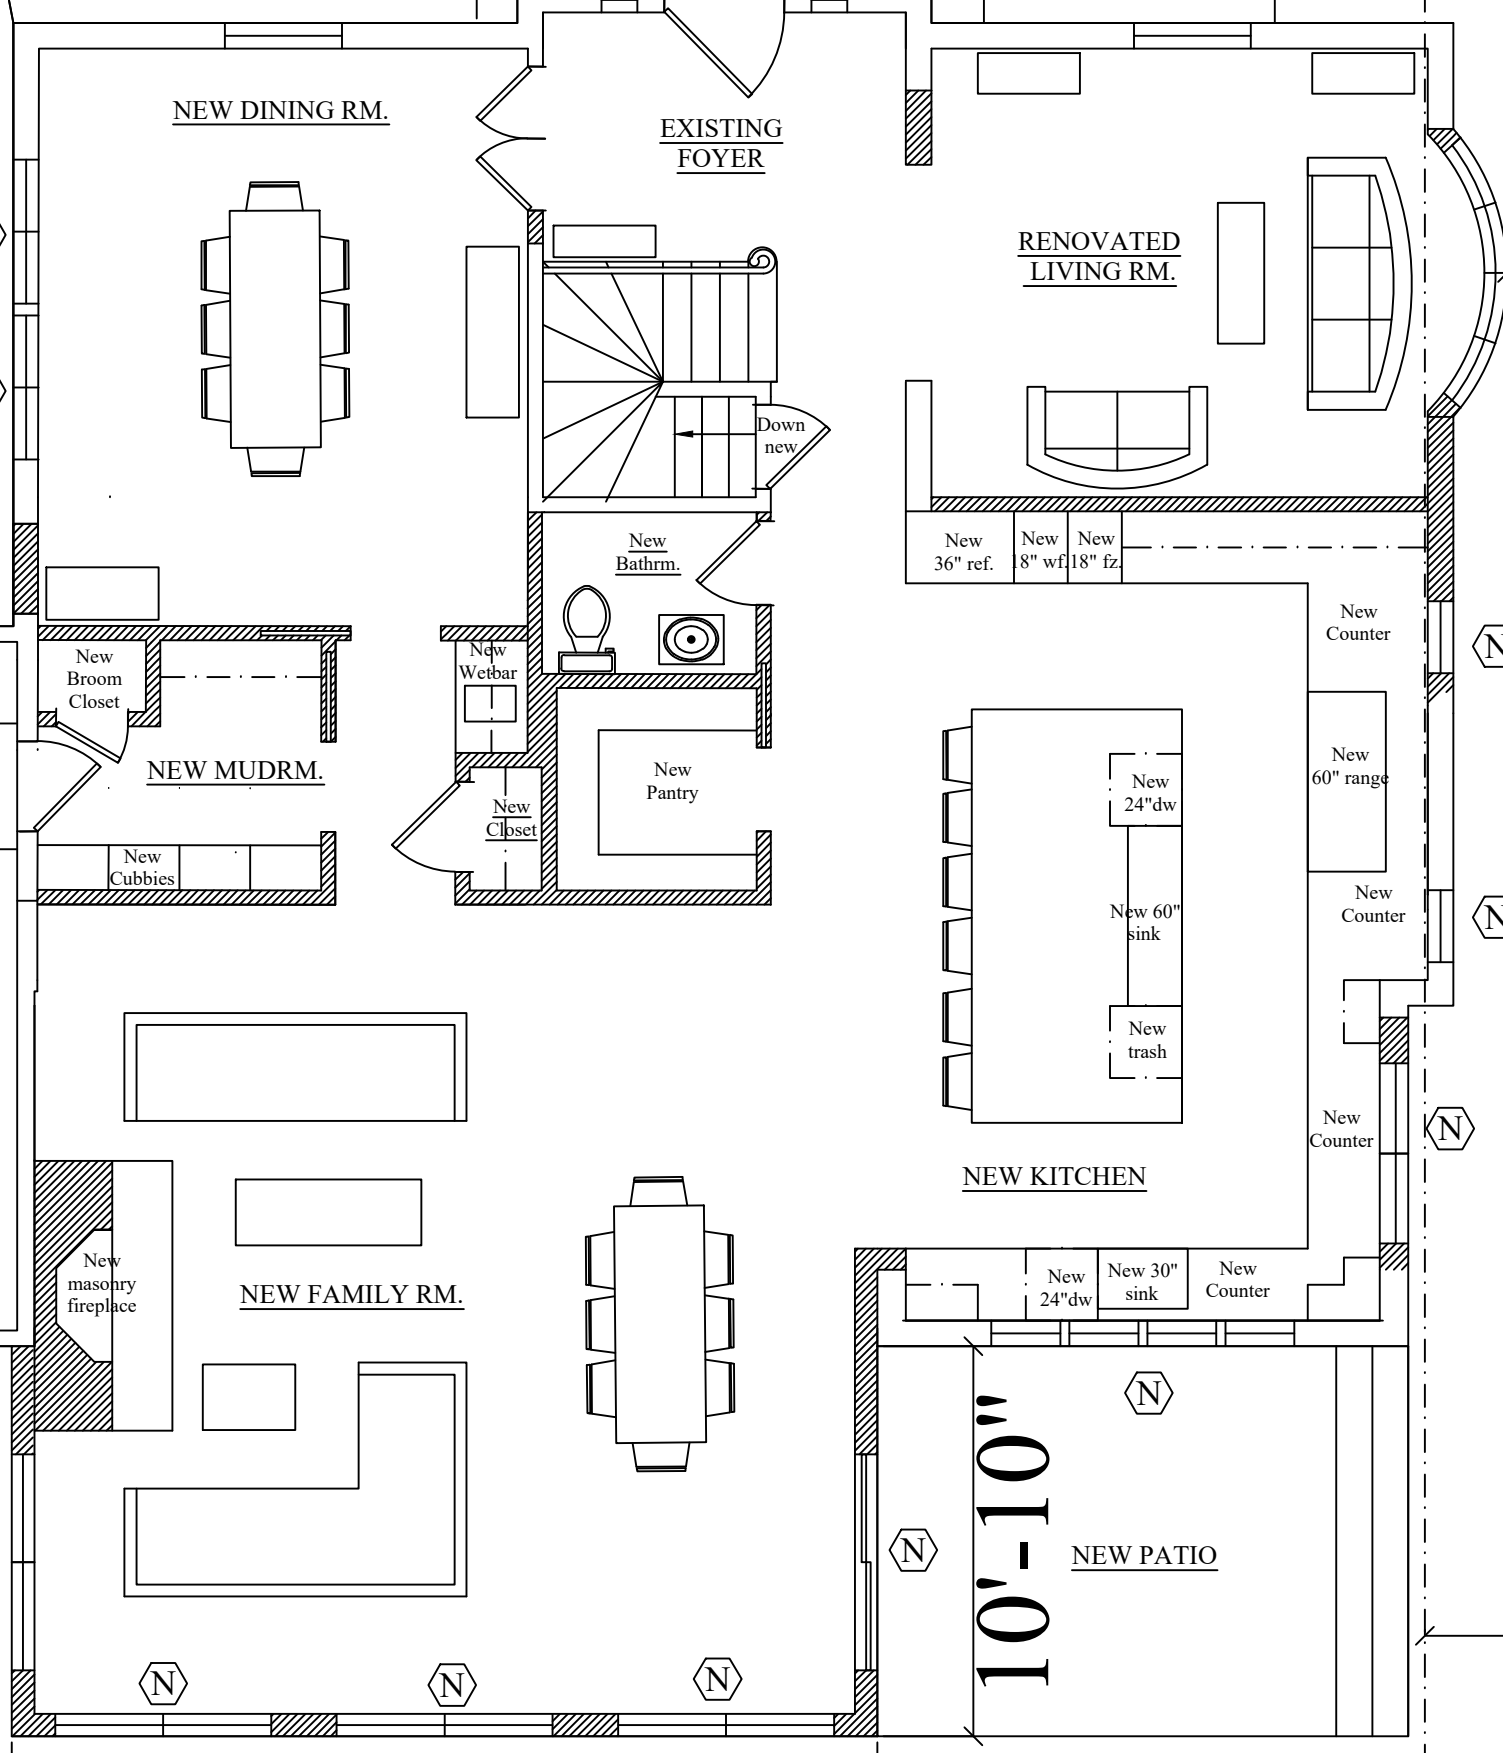 NEW DINING RM.
EXISTING
FOYER
RENOVATED
LIVING RM.
Down
new
New
Bathrm.
New
36" ref.
New
18" wf.
New
18" fz.
New
Counter
New
Broom
Closet
New
Wetbar
NEW MUDRM.
New
Pantry
New
24"dw
New
60" range
New
Closet
New
Cubbies
New 60"
sink
New
Counter
New
trash
New
Counter
NEW KITCHEN
New
masonry
fireplace
NEW FAMILY RM.
New
24"dw
New 30"
sink
New
Counter
N
N
N
N
N
10'-10"
NEW PATIO
N
N
N